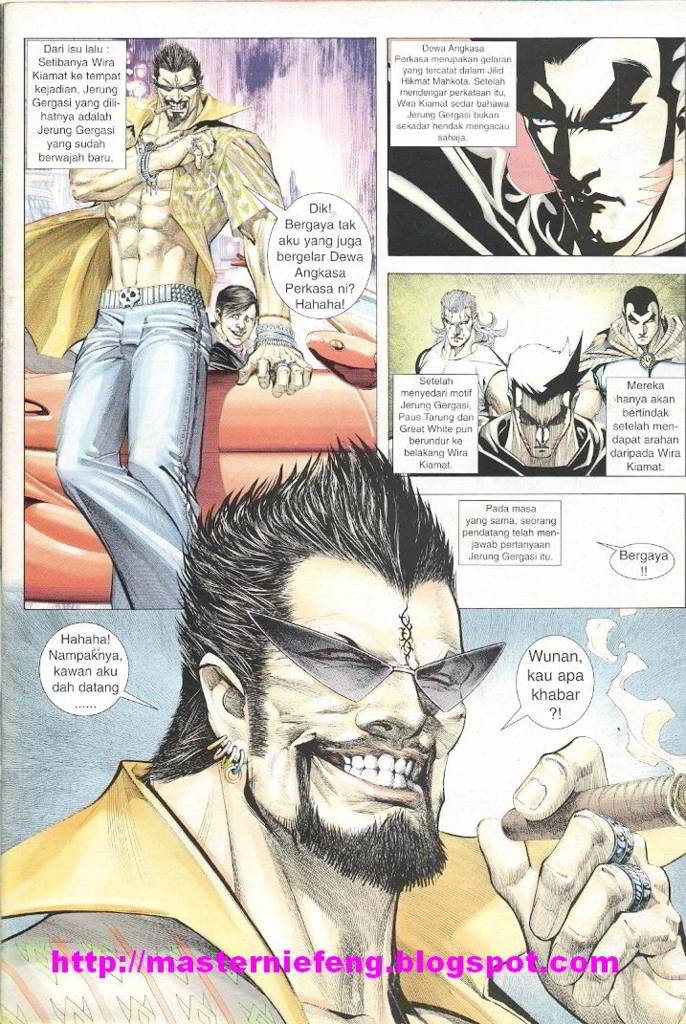 Dari isu lalu :
Setibanya Wira
Kiamat ke tempat
kejadian, Jerung
Gergasi yang dili-
hatnya adalah
Jerung Gergasi
yang sudah
berwajah baru.
Dik!
Bergaya tak
aku yang juga
bergelar Dewa
Angkasa
Perkasa ni?
Hahaha!
Dewa Angkasa
Perkasa merupakan gelaran
yang tercatat dalam Jilid
Hikmat Mahkota. Setelah
mendengar perkataan itu,
Wira Kiamat sedar bahawa
Jerung Gergasi bukan
sekadar hendak mengacau
sahaja.
Setelah
menyedari motif
Jerung Gergasi,
Paus Tarung dan
Great White pun
berundur ke
belakang Wira
Kiamat.
Mereka
hanya akan
bertindak
setelah men-
dapat arahan
daripada Wira
Kiamat.
Pada masa
yang sama, seorang
pendatang telah men-
jawab pertanyaan
Jerung Gergasi itu.
Bergaya
!!
Hahaha!
Nampaknya,
kawan aku
dah datang
......
Wunan,
kau apa
khabar
?!
http://masterniefeng.blogspot.com